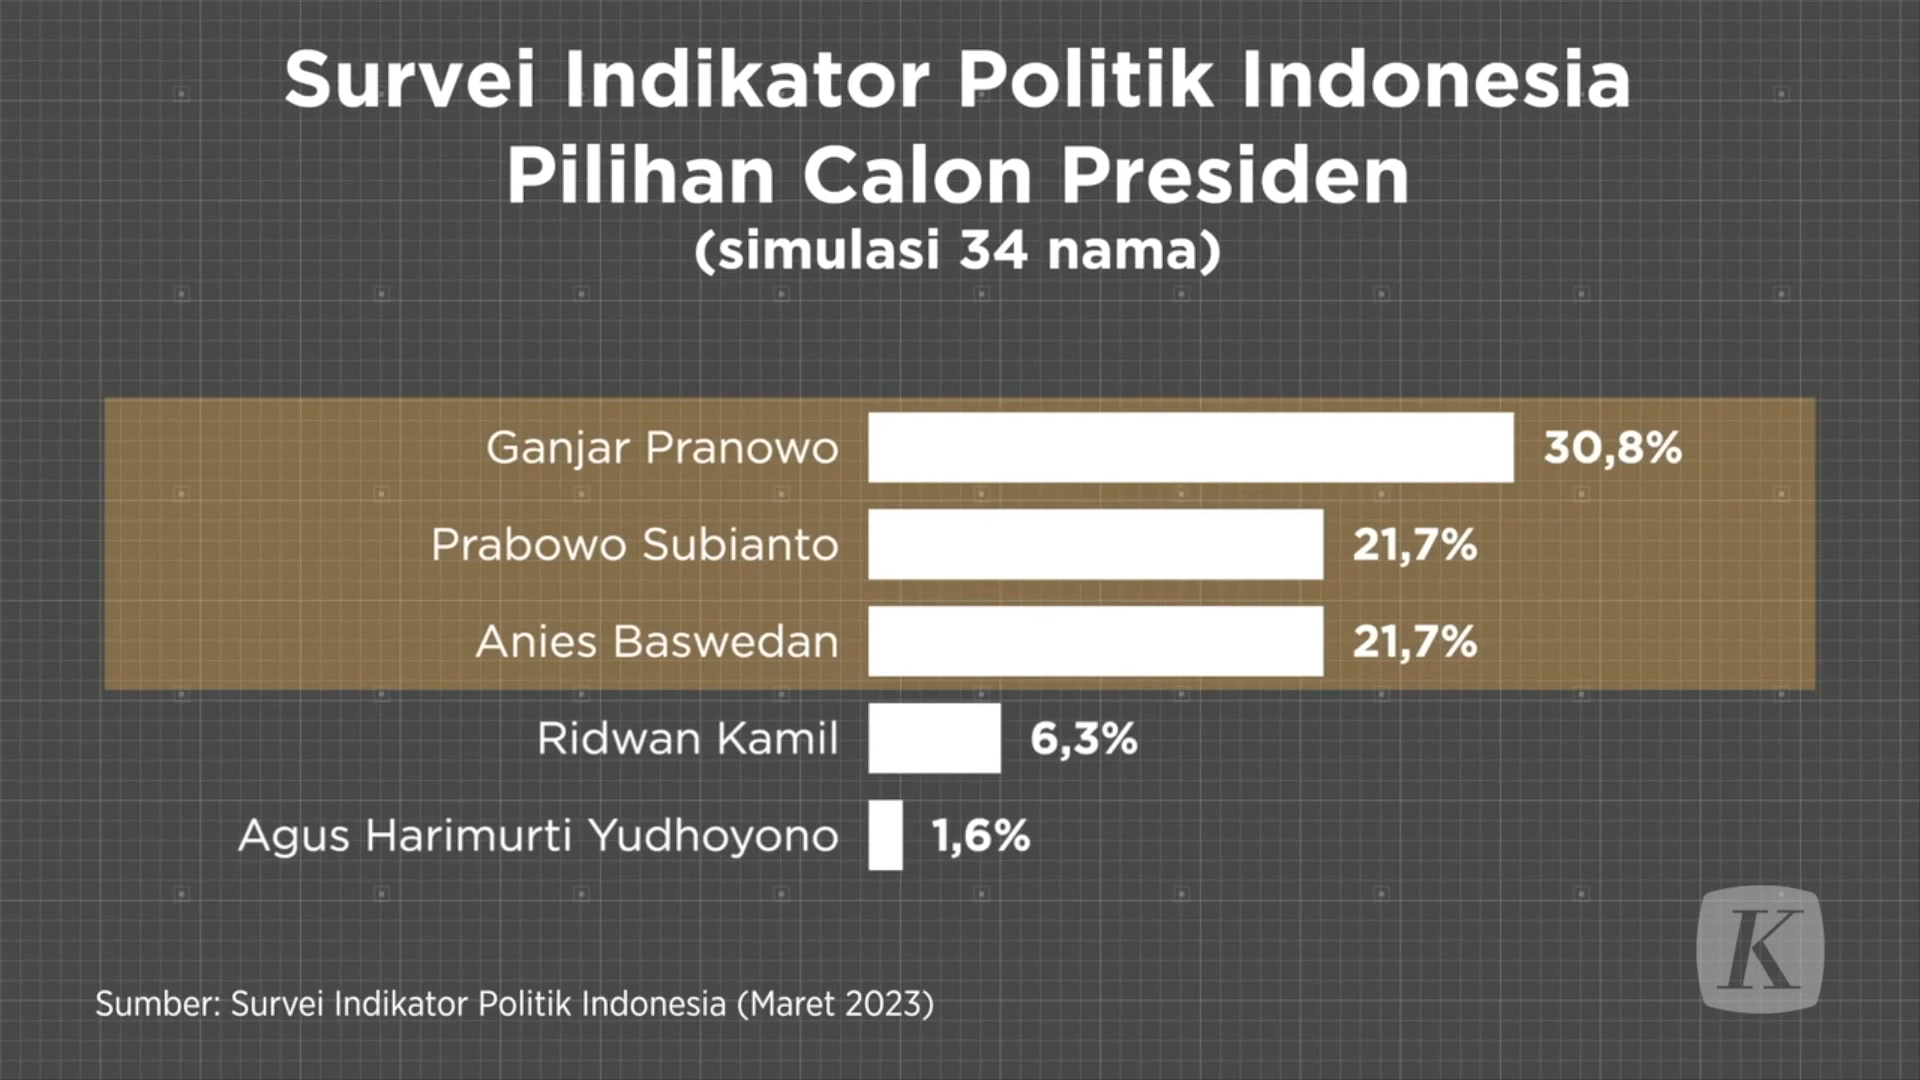 Survei Indikator Politik Indonesia
Pilihan Calon Presiden
(simulasi 34 nama)
Ganjar Pranowo 30,8%
Prabowo Subianto 21,7%
Anies Baswedan 21,7%
Ridwan Kamil 6,3%
Agus Harimurti Yudhoyono 1,6%
K
Sumber: Survei Indikator Politik Indonesia (Maret 2023)